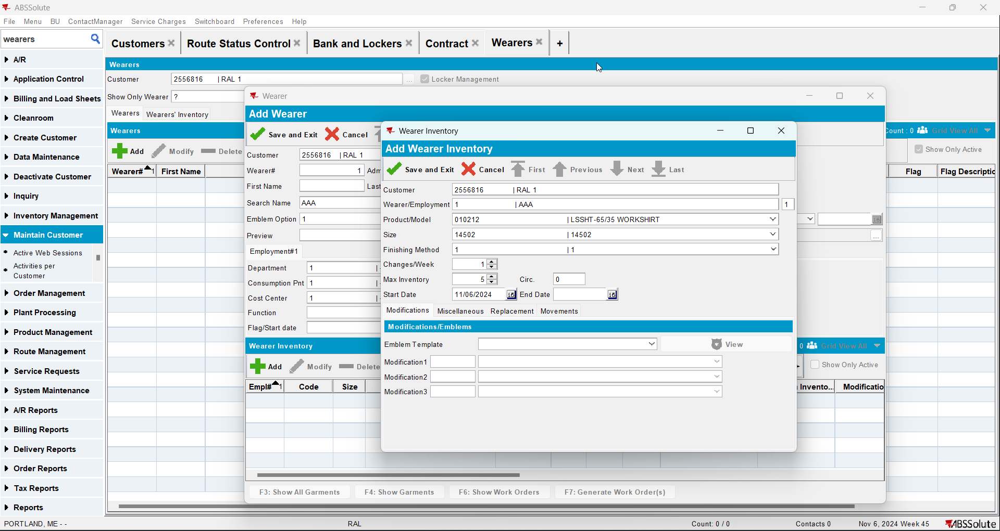 ABSSolute
File Menu BU ContactManager Service Charges Switchboard Preferences Help
wearers
Customers Route Status Control Bank and Lockers Contract Wearers +
A/R
Application Control
Billing and Load Sheets
Cleanroom
Create Customer
Data Maintenance
Deactivate Customer
Inquiry
Inventory Management
Maintain Customer
Active Web Sessions
Activities per
Customer
Order Management
Plant Processing
Product Management
Route Management
Service Requests
System Maintenance
A/R Reports
Billing Reports
Delivery Reports
Order Reports
Tax Reports
Reports
Wearers
Customer 2556816 | RAL 1 ... Locker Management
Show Only Wearer ?
Wearers Wearers' Inventory
Wearers
Count : 0 Grid View All
Add Modify Delete
Show Only Active
Wearer# 1 First Name
Flag Flag Descriptio
Wearer
Add Wearer
Save and Exit Cancel
Customer 2556816 | RAL 1
Wearer# 1 Adm
First Name Last
Search Name AAA
Emblem Option 1
16
Preview
...
Employment#1
Department 1 | -
Consumption Pnt 1 | -
Cost Center 1 | -
Function
Flag/Start date
Wearer Inventory
0 Grid View All
Add Modify Delete
Show Only Active
Empl# 1 Code Size
Invento... Modificatio
F3: Show All Garments F4: Show Garments F6: Show Work Orders F7: Generate Work Order(s)
Wearer Inventory
Add Wearer Inventory
Save and Exit Cancel First Previous Next Last
Customer 2556816 | RAL 1
Wearer/Employment 1 | AAA 1
Product/Model 010212 | LSSHT-65/35 WORKSHIRT
Size 14502 | 14502
Finishing Method 1 | 1
Changes/Week 1
Max Inventory 5 Circ. 0
Start Date 11/06/2024 16 End Date 16
Modifications Miscellaneous Replacement Movements
Modifications/Emblems
Emblem Template View
Modification1
Modification2
Modification3
PORTLAND, ME - - RAL Count: 0 / 0 Contacts 0 Nov 6, 2024 Week 45 ABSSolute